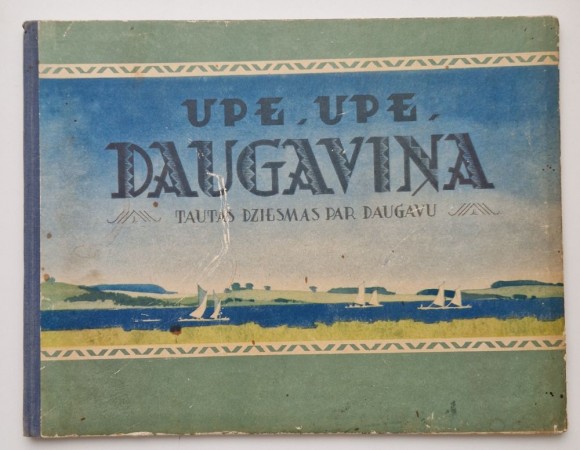 UPE, UPE,
DAUGAVIŅA
TAUTAS DZIESMAS PAR DAUGAVU